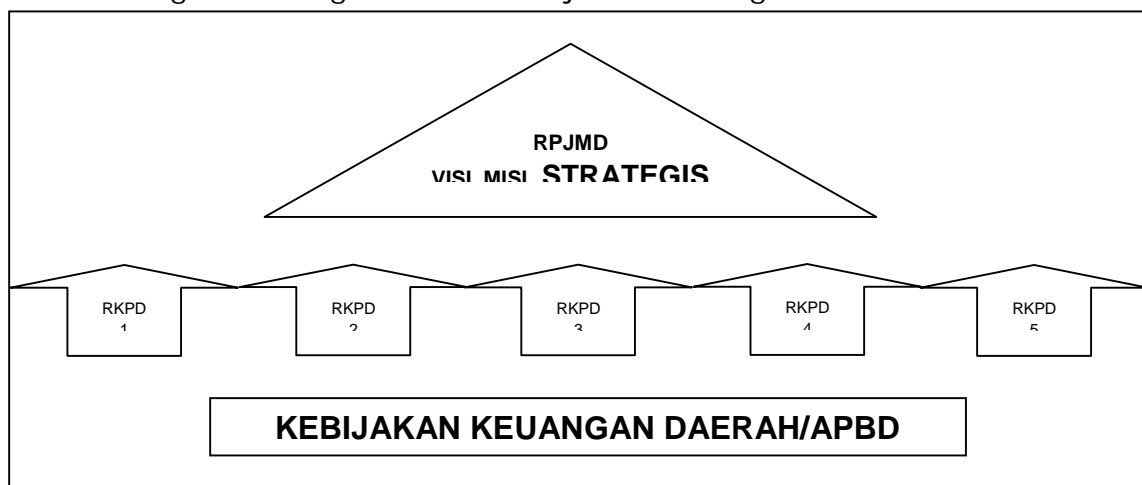 RPJMD
VISI, MISI, STRATEGIS
RKPD
1
RKPD
2
RKPD
3
RKPD
4
RKPD
5
KEBIJAKAN KEUANGAN DAERAH/APBD